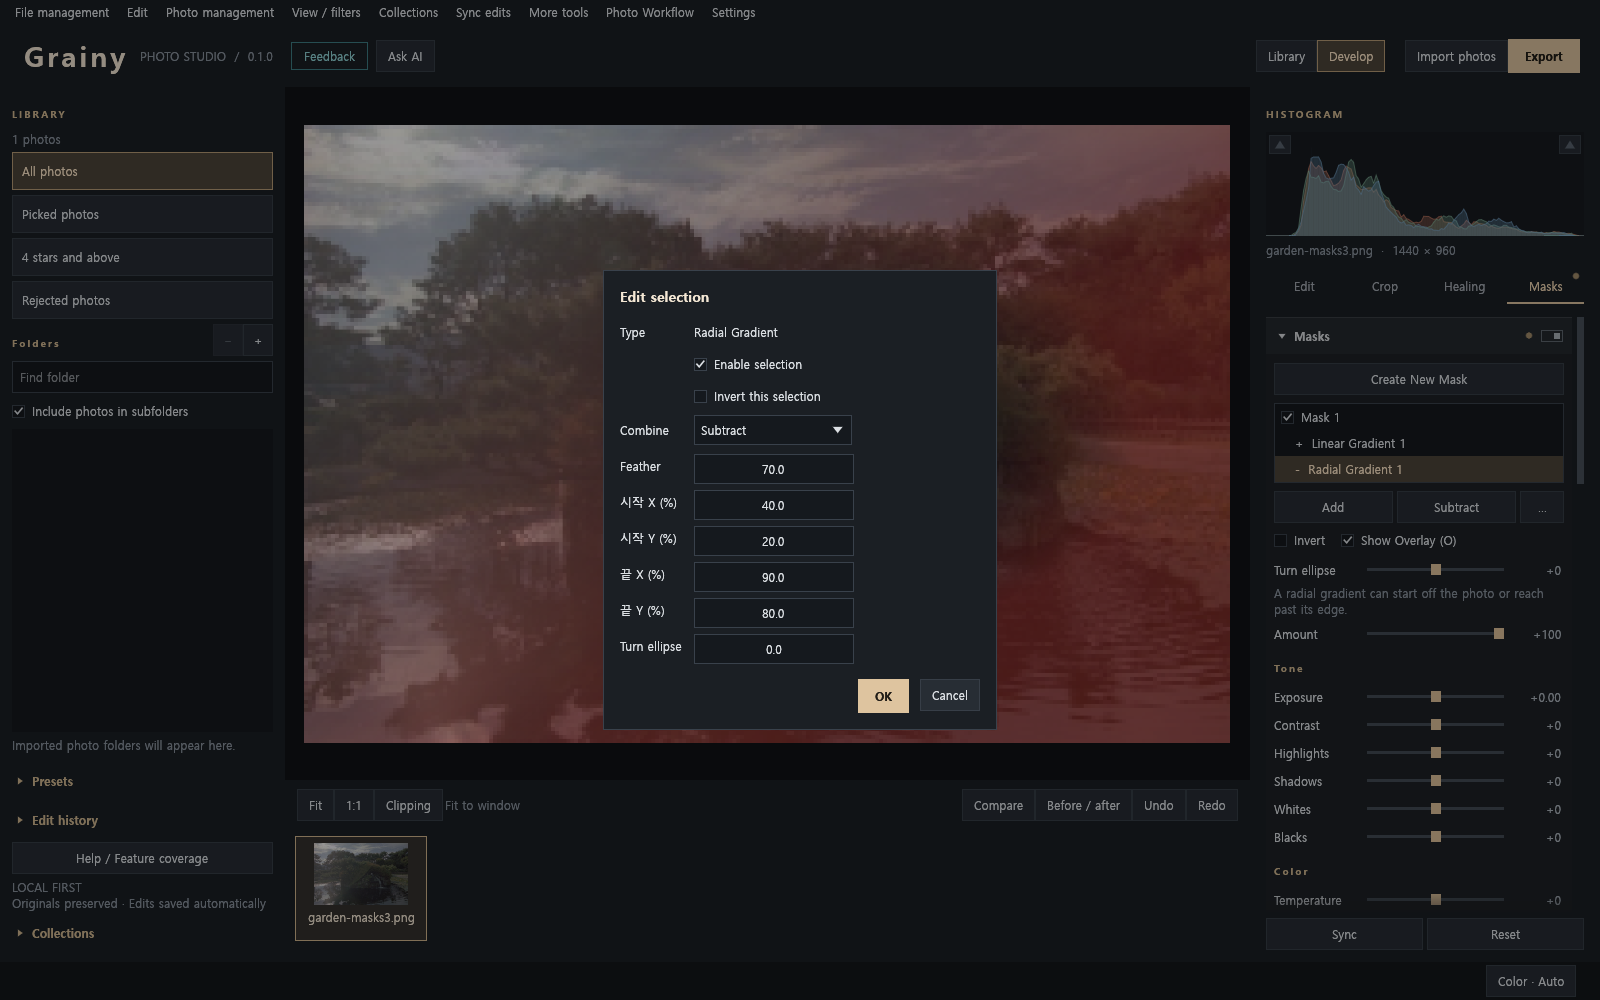 File management Edit Photo management View / filters Collections Sync edits More tools Photo Workflow Settings
Grainy PHOTO STUDIO / 0.1.0 Feedback Ask AI Library Develop Import photos Export
LIBRARY
1 photos
All photos
Picked photos
4 stars and above
Rejected photos
Folders - +
Find folder
Include photos in subfolders
Imported photo folders will appear here.
Presets
Edit history
Help / Feature coverage
LOCAL FIRST
Originals preserved · Edits saved automatically
Collections
Edit selection
Type Radial Gradient
Enable selection
Invert this selection
Combine Subtract
Feather 70.0
시작 X (%) 40.0
시작 Y (%) 20.0
끝 X (%) 90.0
끝 Y (%) 80.0
Turn ellipse 0.0
OK Cancel
Fit 1:1 Clipping Fit to window Compare Before / after Undo Redo
garden-masks3.png
HISTOGRAM
garden-masks3.png · 1440 × 960
Edit Crop Healing Masks
Masks
Create New Mask
Mask 1
+ Linear Gradient 1
- Radial Gradient 1
Add Subtract ...
Invert Show Overlay (O)
Turn ellipse +0
A radial gradient can start off the photo or reach
past its edge.
Amount +100
Tone
Exposure +0.00
Contrast +0
Highlights +0
Shadows +0
Whites +0
Blacks +0
Color
Temperature +0
Sync Reset
Color · Auto